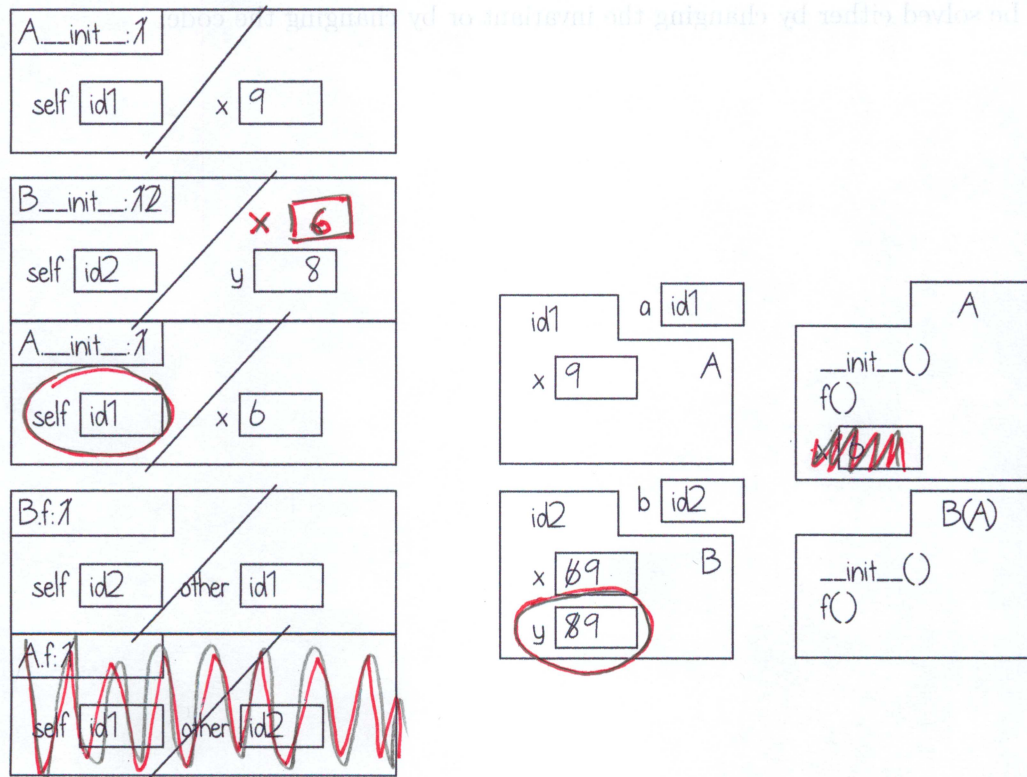 be solved either by changing the invariant or by changing the code.
A.__init__:1
self id1 x 9
B.__init__:12
x 6
self id2 y 8
A.__init__:1
self id1 x 6
B.f:1
self id2 other id1
A.f:1
self id1 other id2
id1 a id1
x 9 A
id2 b id2
x 69 B
y 89
A
__init__()
f()
B(A)
__init__()
f()